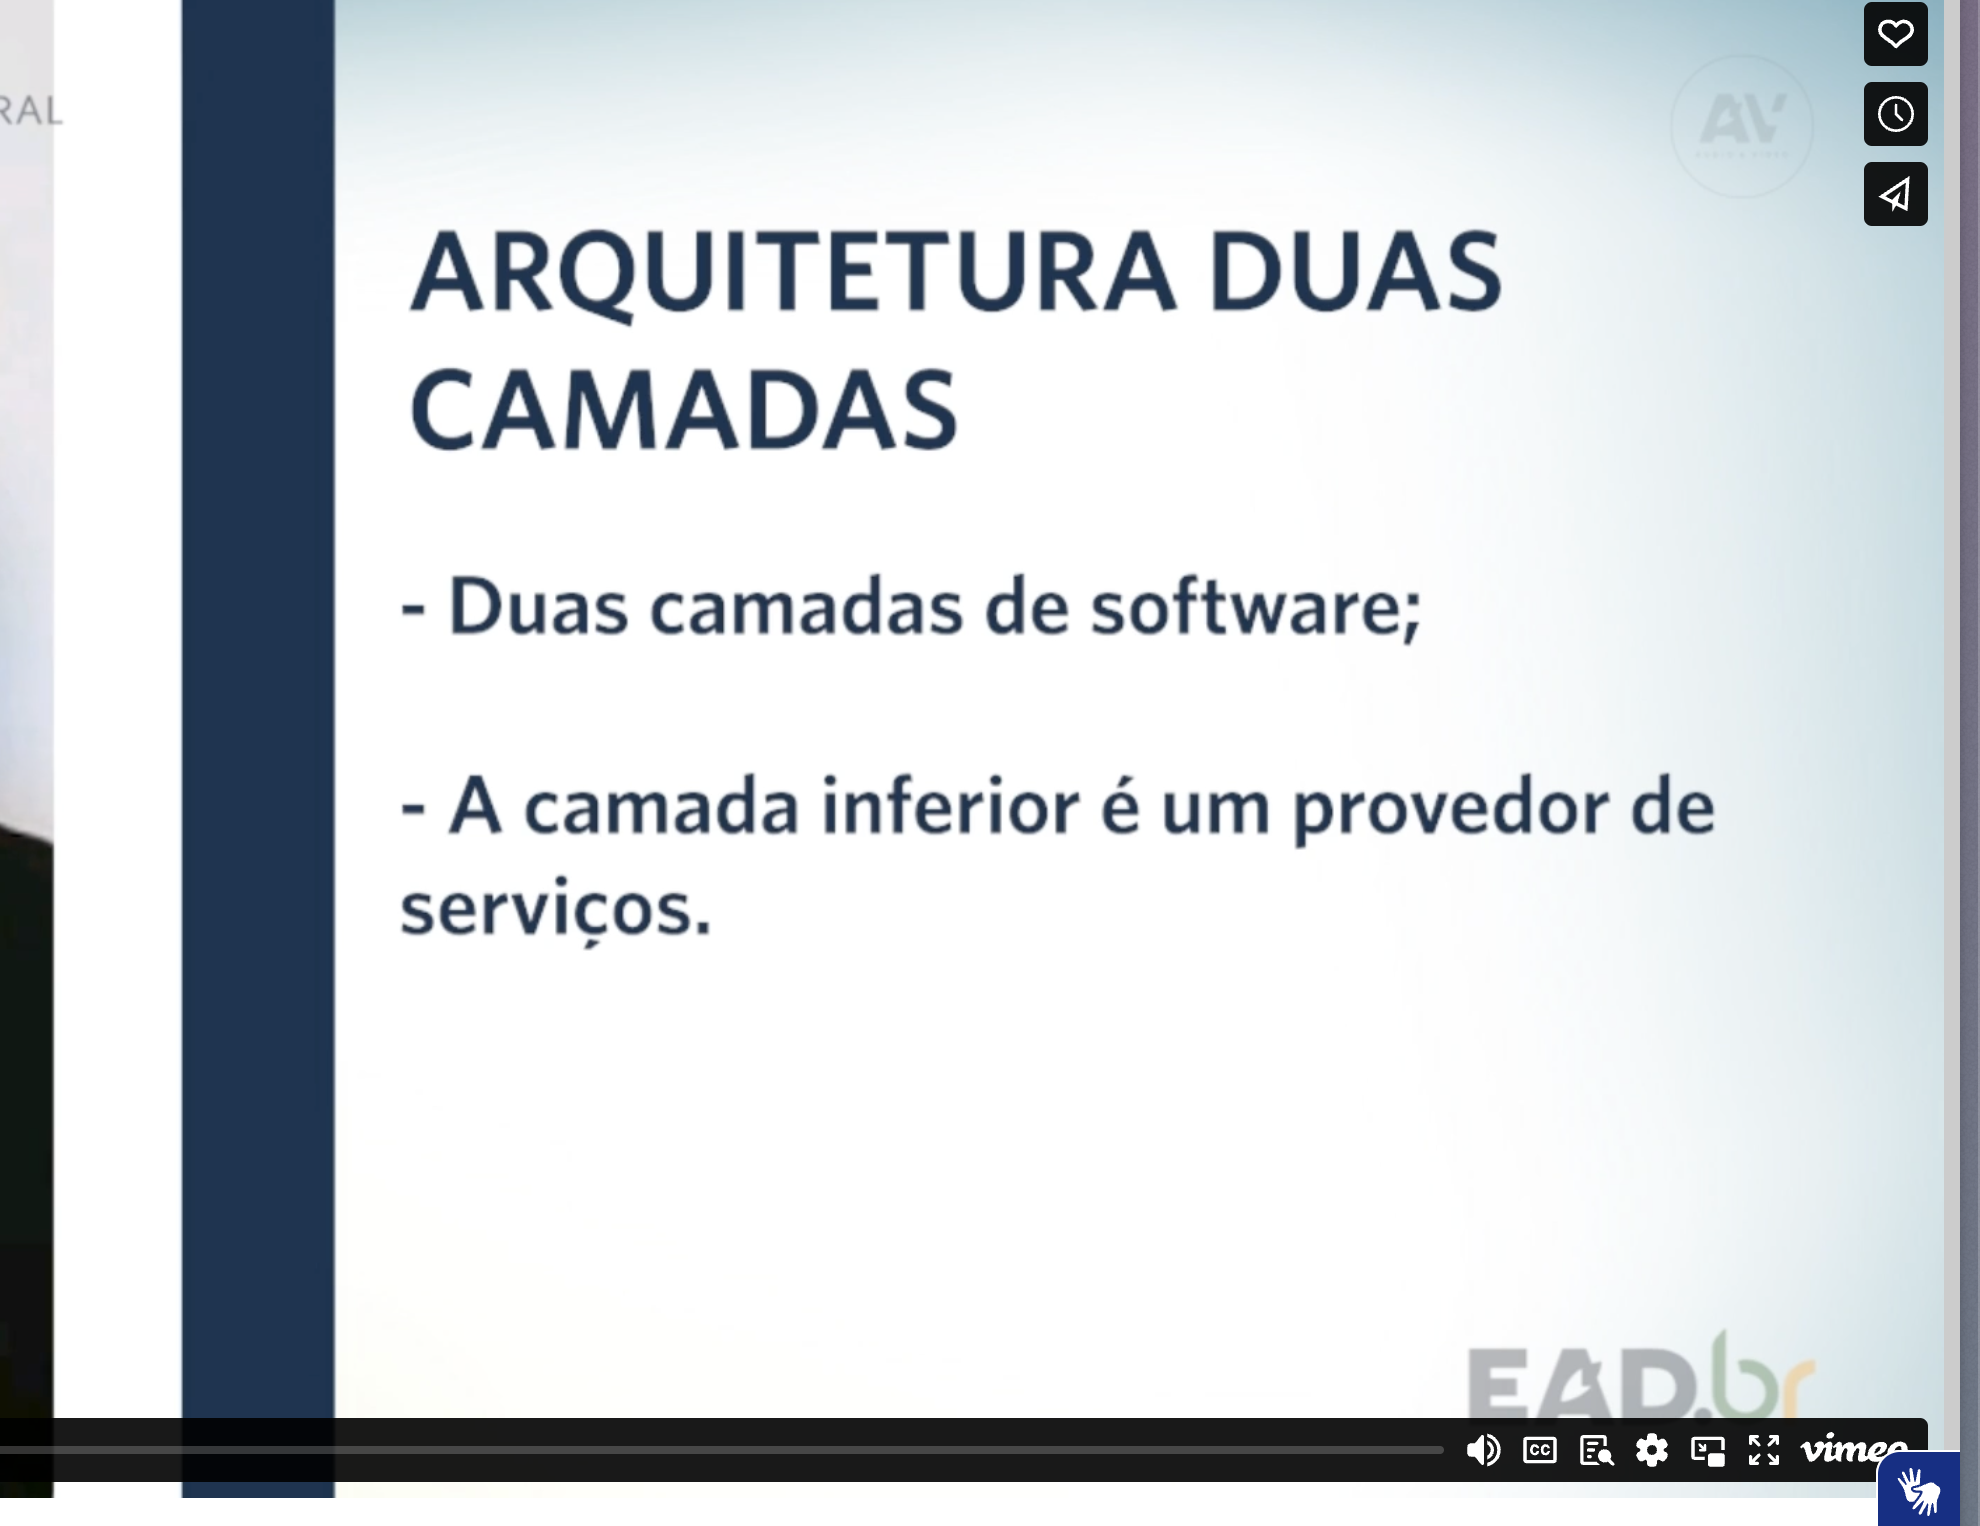 RAL
AV
ARQUITETURA DUAS
CAMADAS
- Duas camadas de software;
- A camada inferior é um provedor de
serviços.
EAD.br
CC
vimeo